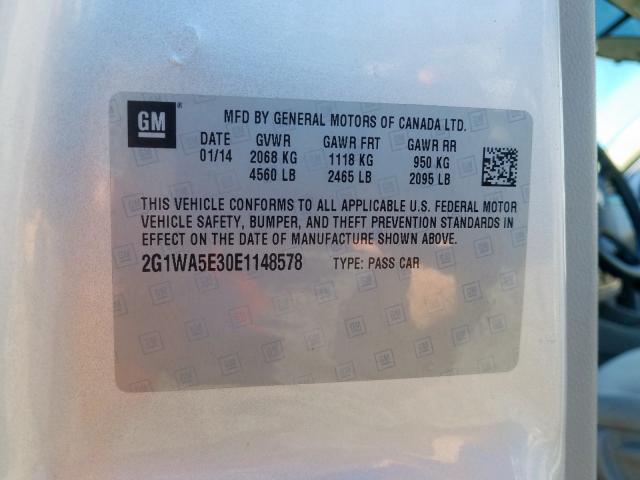 GM
MFD BY GENERAL MOTORS OF CANADA LTD.
DATE GVWR GAWR FRT GAWR RR
01/14 2068 KG 1118 KG 950 KG
4560 LB 2465 LB 2095 LB
THIS VEHICLE CONFORMS TO ALL APPLICABLE U.S. FEDERAL MOTOR
VEHICLE SAFETY, BUMPER, AND THEFT PREVENTION STANDARDS IN
EFFECT ON THE DATE OF MANUFACTURE SHOWN ABOVE.
2G1WA5E30E1148578 TYPE: PASS CAR